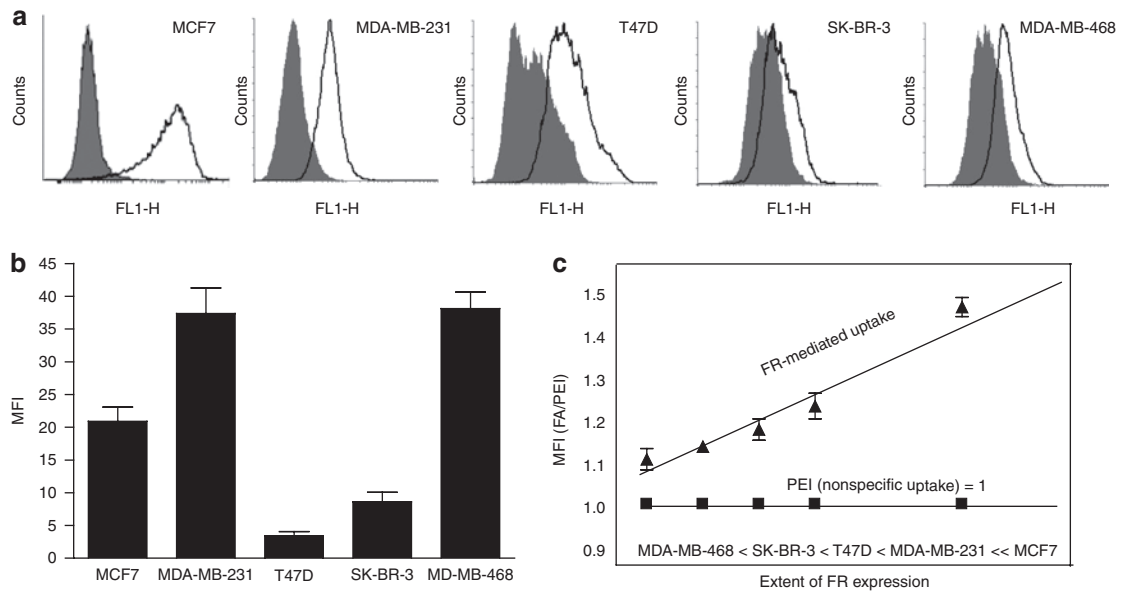 a
MCF7
MDA-MB-231
T47D
SK-BR-3
MDA-MB-468
Counts
Counts
Counts
Counts
Counts
FL1-H
FL1-H
FL1-H
FL1-H
FL1-H
b
45
40
35
30
25
20
15
10
5
0
MFI
MCF7
MDA-MB-231
T47D
SK-BR-3
MD-MB-468
c
1.5
1.4
1.3
1.2
1.1
1.0
0.9
MFI (FA/PEI)
FR-mediated uptake
PEI (nonspecific uptake) = 1
MDA-MB-468 < SK-BR-3 < T47D < MDA-MB-231 << MCF7
Extent of FR expression